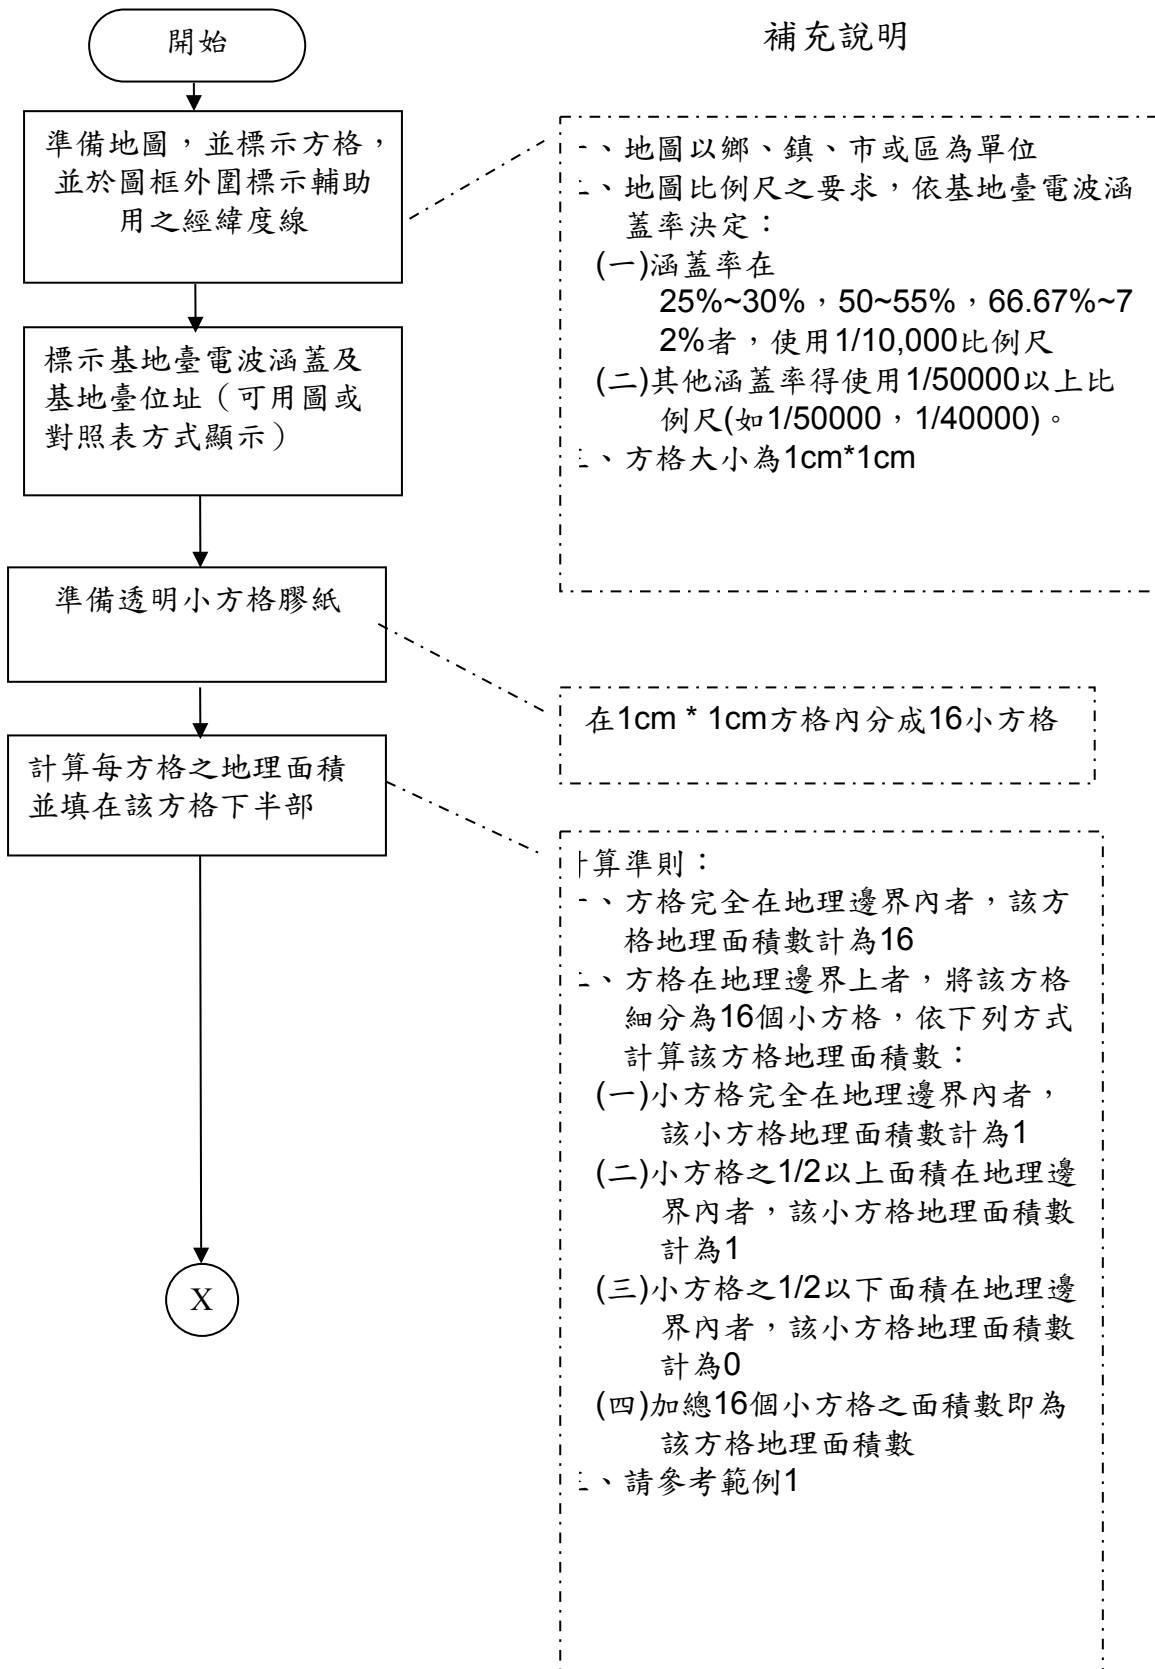 開始
補充說明
準備地圖，並標示方格，
並於圖框外圍標示輔助
用之經緯度線
、地圖以鄉、鎮、市或區為單位
、地圖比例尺之要求，依基地臺電波涵
蓋率決定：
(一)涵蓋率在
25%~30%，50~55%，66.67%~7
2%者，使用1/10,000比例尺
(二)其他涵蓋率得使用1/50000以上比
例尺(如1/50000，1/40000)。
、方格大小為1cm*1cm
標示基地臺電波涵蓋及
基地臺位址（可用圖或
對照表方式顯示）
準備透明小方格膠紙
在1cm * 1cm方格內分成16小方格
計算每方格之地理面積
並填在該方格下半部
算準則：
、方格完全在地理邊界內者，該方
格地理面積數計為16
、方格在地理邊界上者，將該方格
細分為16個小方格，依下列方式
計算該方格地理面積數：
(一)小方格完全在地理邊界內者，
該小方格地理面積數計為1
(二)小方格之1/2以上面積在地理邊
界內者，該小方格地理面積數
計為1
(三)小方格之1/2以下面積在地理邊
界內者，該小方格地理面積數
計為0
(四)加總16個小方格之面積數即為
該方格地理面積數
、請參考範例1
X